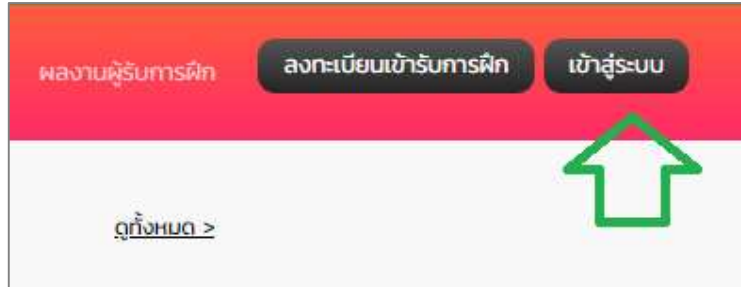 ผลงานผู้รับการฝึก ลงทะเบียนเข้ารับการฝึก เข้าสู่ระบบ
ดูทั้งหมด >